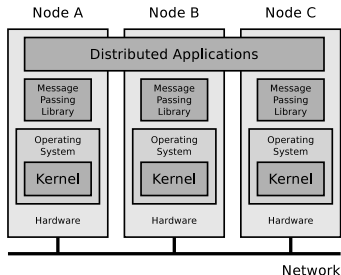 Node A
Node B
Node C
Distributed Applications
Message
Passing
Library
Message
Passing
Library
Message
Passing
Library
Operating
System
Operating
System
Operating
System
Kernel
Kernel
Kernel
Hardware
Hardware
Hardware
Network